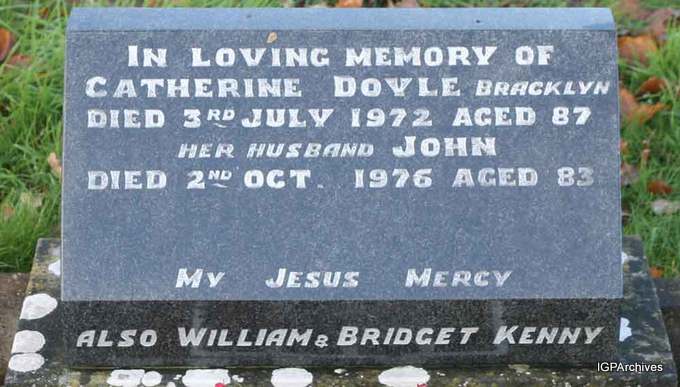 IN LOVING MEMORY OF
CATHERINE DOYLE BRACKLYN
DIED 3RD JULY 1972 AGED 87
HER HUSBAND JOHN
DIED 2ND OCT. 1976 AGED 83
MY JESUS MERCY
ALSO WILLIAM & BRIDGET KENNY
IGPArchives